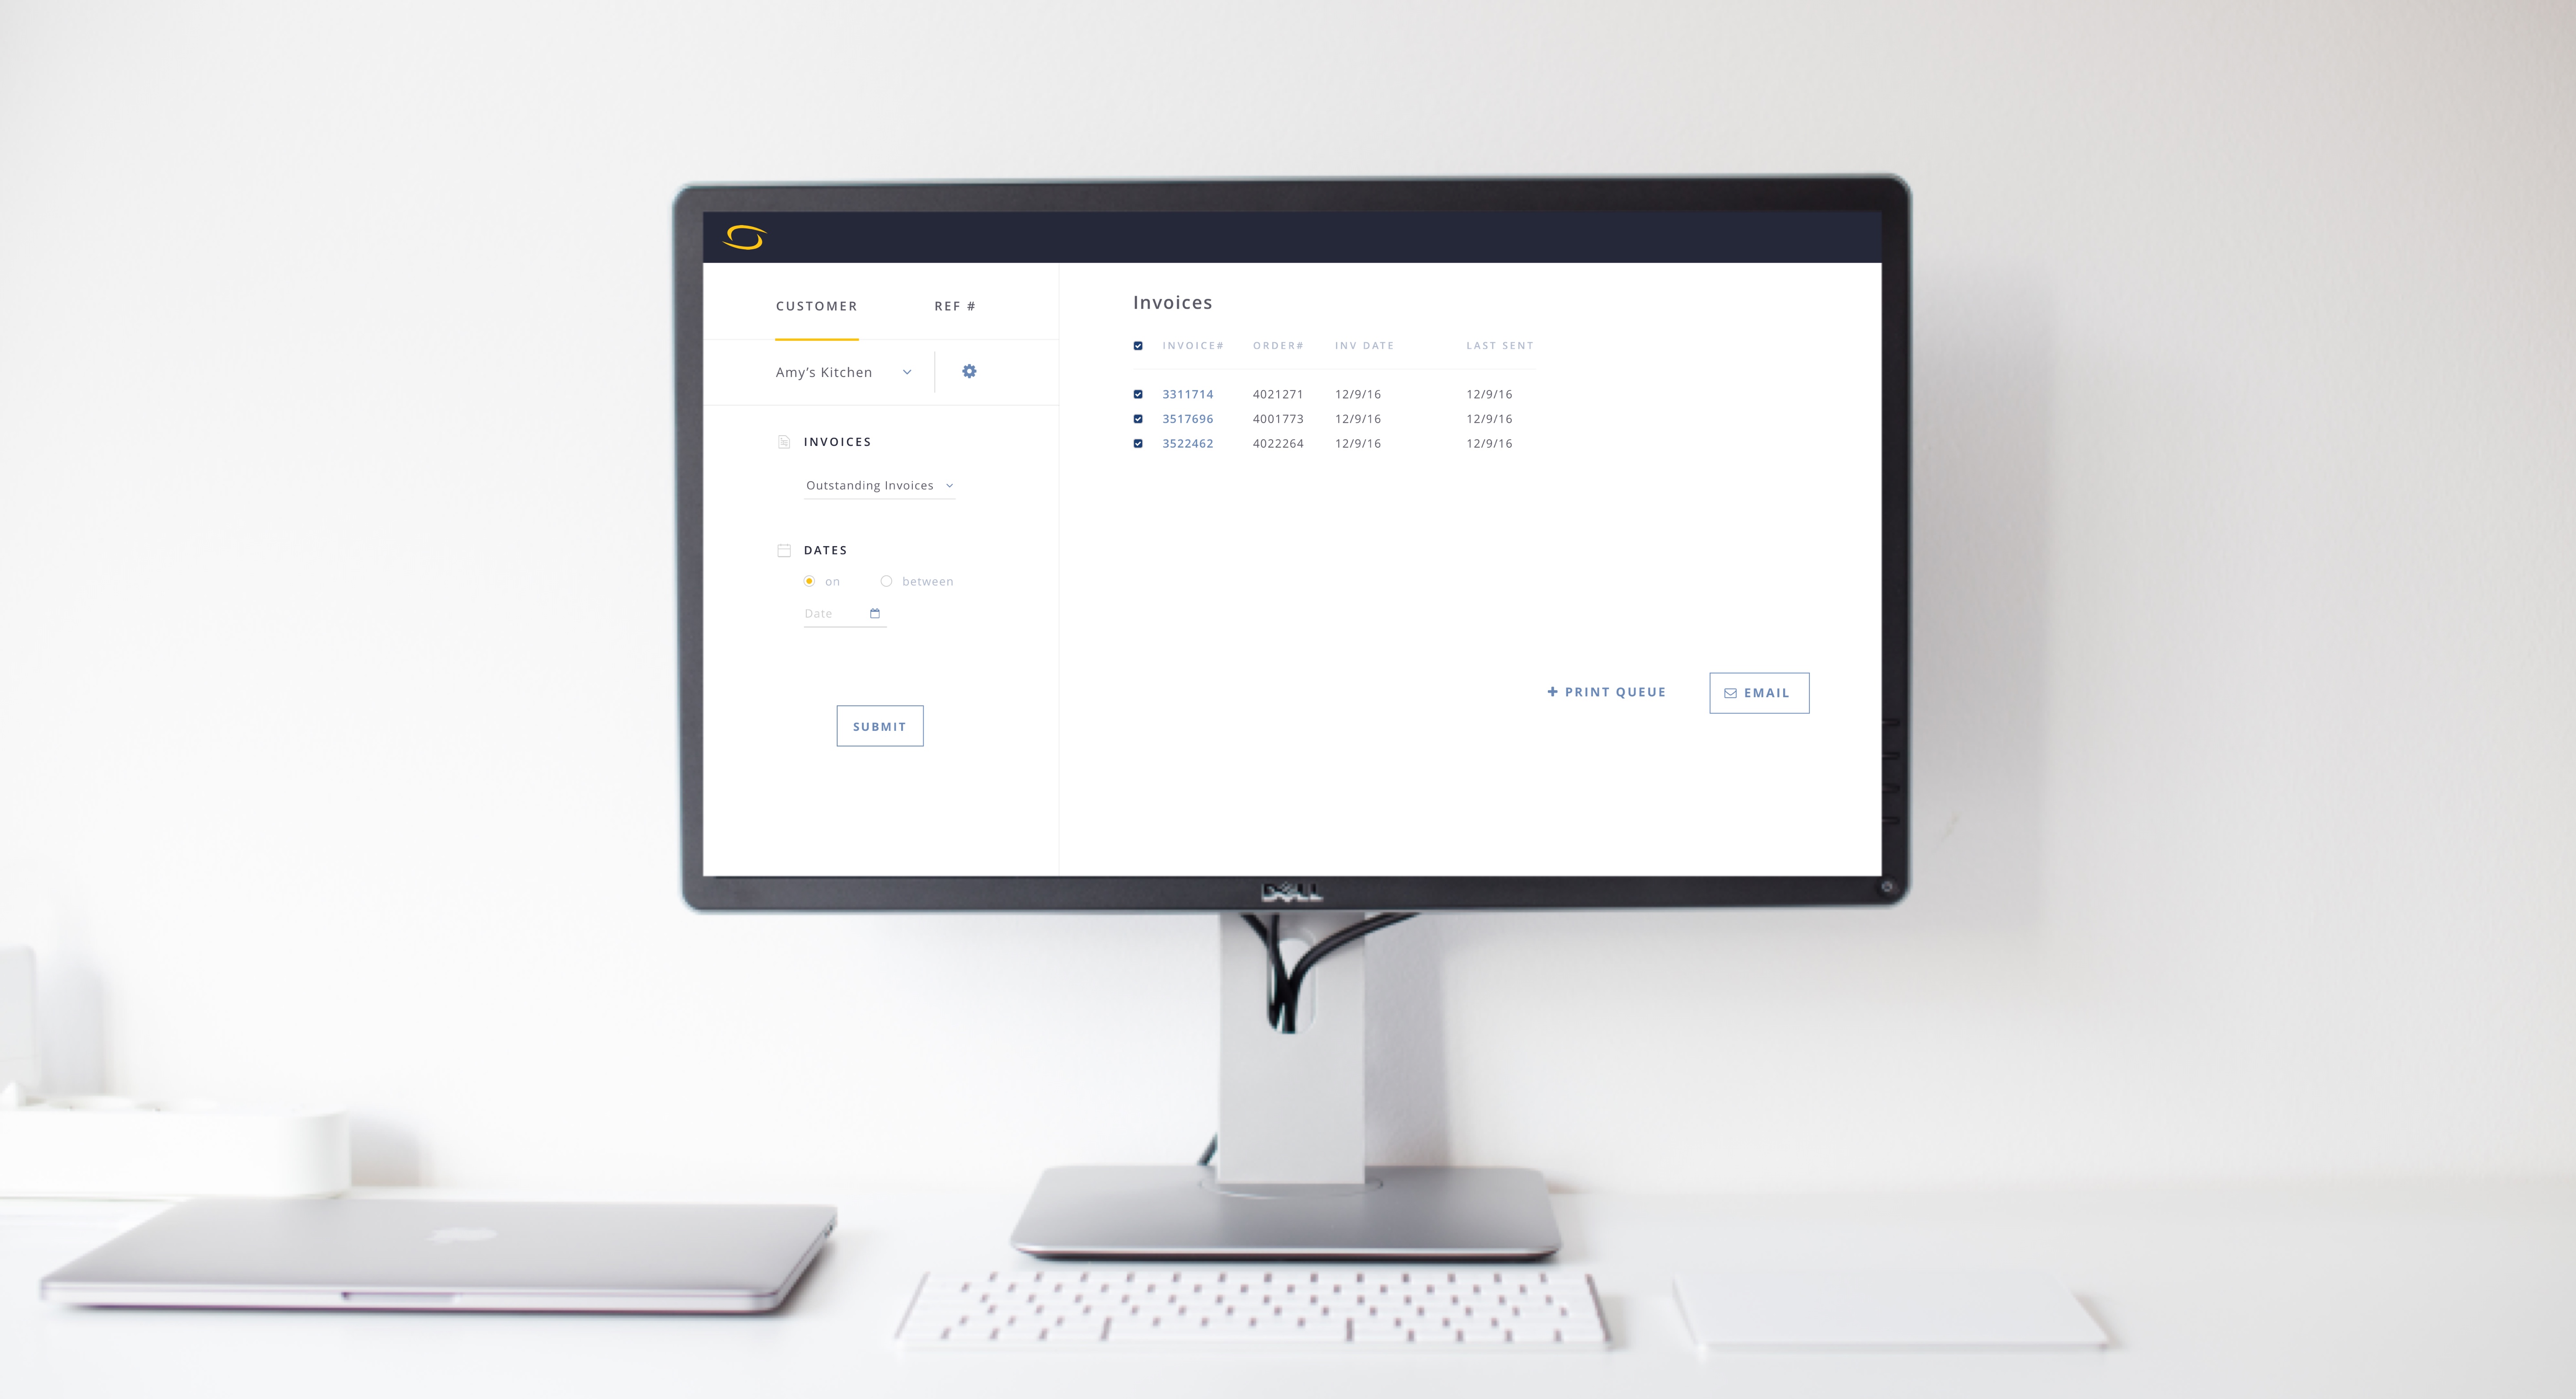 CUSTOMER REF #
Amy's Kitchen
INVOICES
Outstanding Invoices
DATES
on between
Date
SUBMIT
Invoices
INVOICE# ORDER# INV DATE LAST SENT
3311714 4021271 12/9/16 12/9/16
3517696 4001773 12/9/16 12/9/16
3522462 4022264 12/9/16 12/9/16
+ PRINT QUEUE EMAIL
DELL